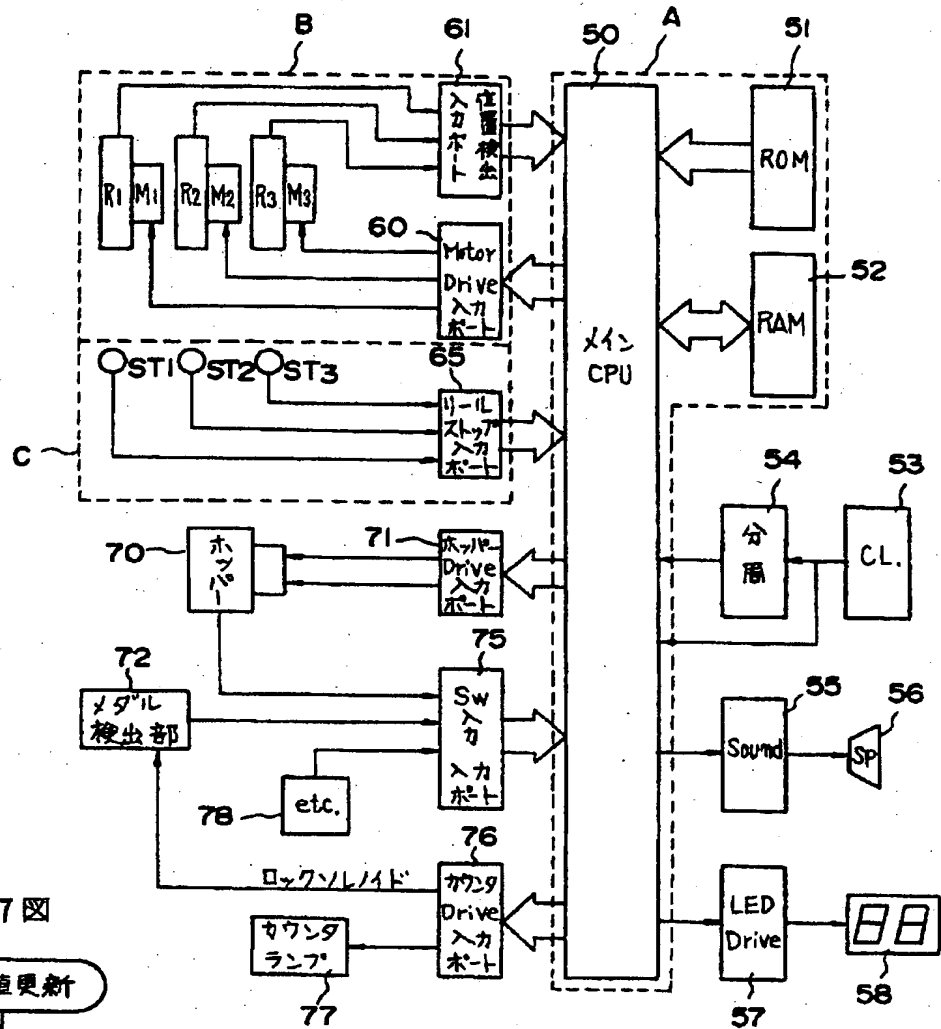 B
61
50
A
51
入力ポート
位置検出
R1
M1
R2
M2
R3
M3
ROM
60
Motor
Drive
入力
ポート
52
RAM
メイン
CPU
ST1
ST2
ST3
65
リール
ストップ
入力
ポート
C
54
53
分周
CL.
70
ホッパー
71
ホッパー
Drive
入力
ポート
75
72
メダル
検出部
SW
入力
入力
ポート
55
56
Sound
SP
78
etc.
76
ロックソレノイド
カウンタ
Drive
入力
ポート
LED
Drive
88
7図
カウンタ
ランプ
77
57
58
値更新